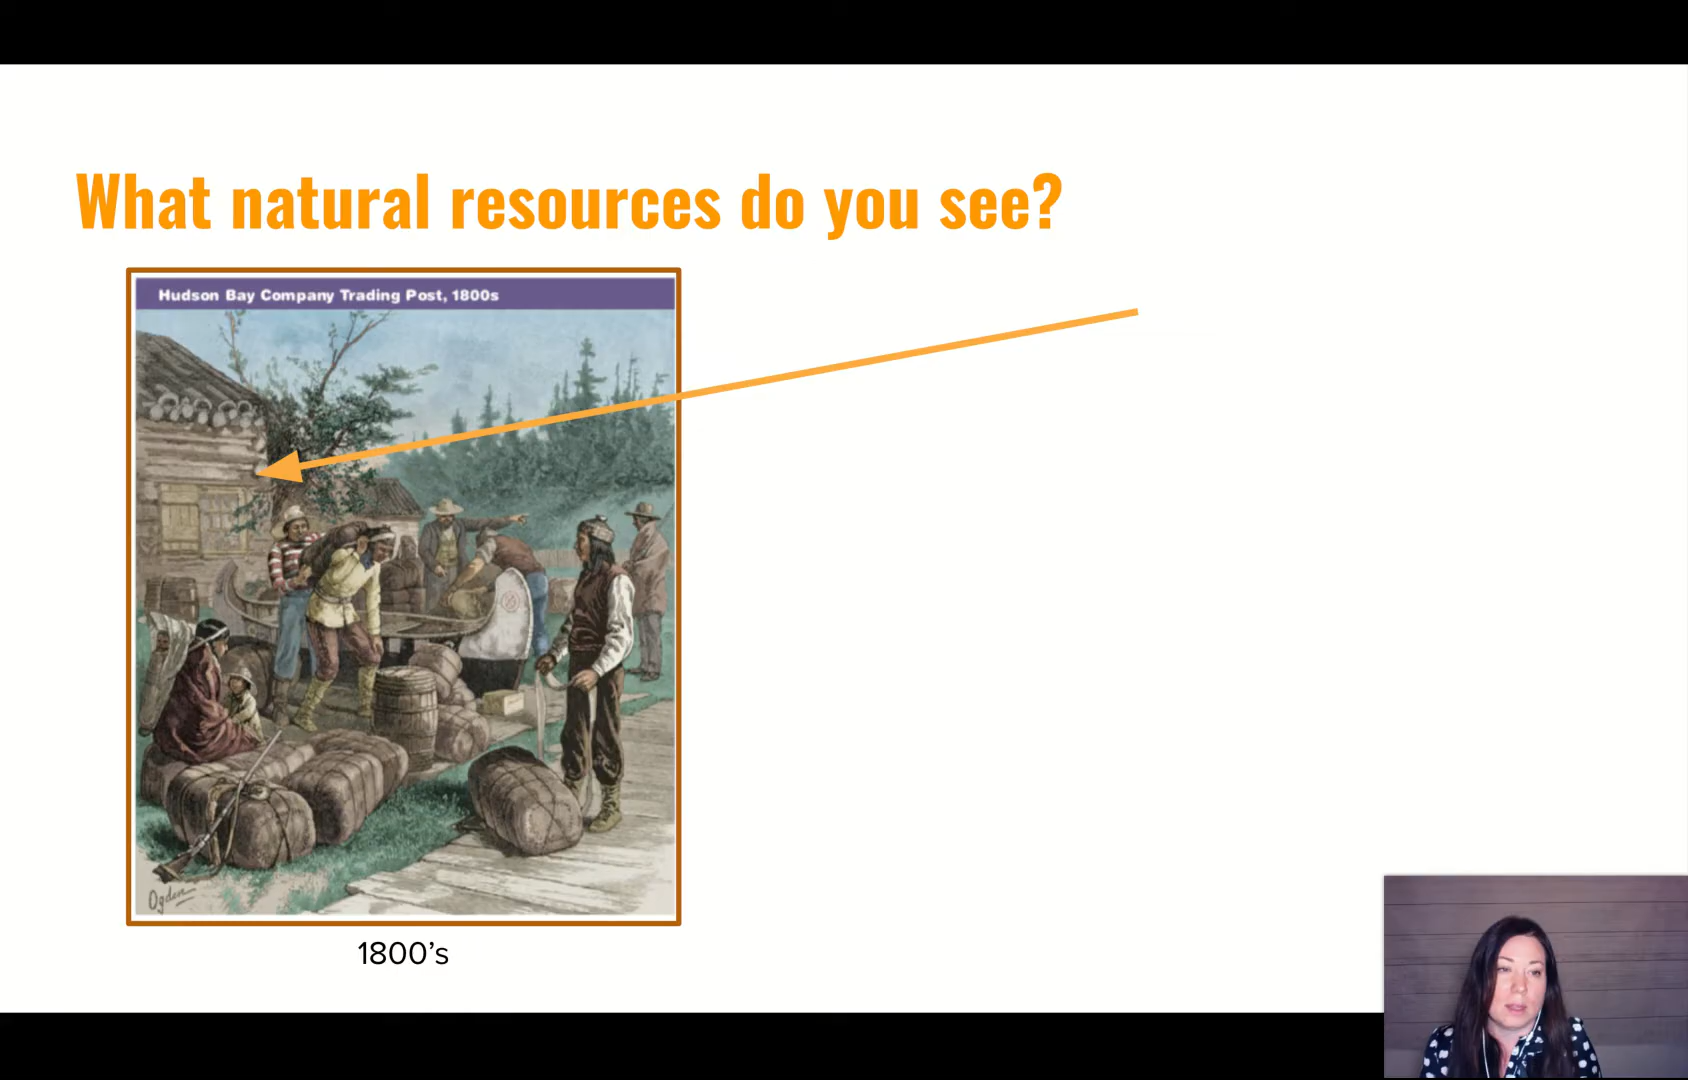 What natural resources do you see?
Hudson Bay Company Trading Post, 1800s
Ogden
1800’s